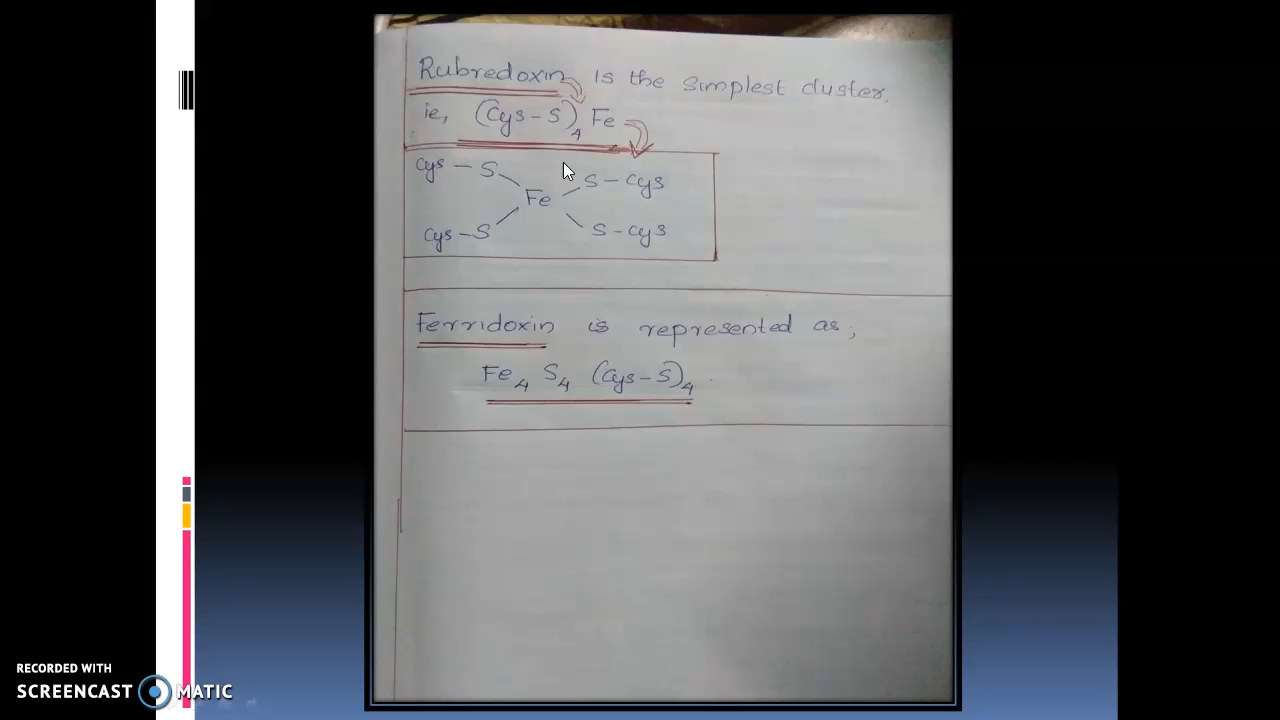 Rubredoxin is the simplest cluster.
ie, (Cys-S)4 Fe
Cys - S S - Cys
Fe
Cys - S S - Cys
Ferridoxin is represented as;
Fe4 S4 (Cys-S)4
RECORDED WITH
SCREENCAST MATIC